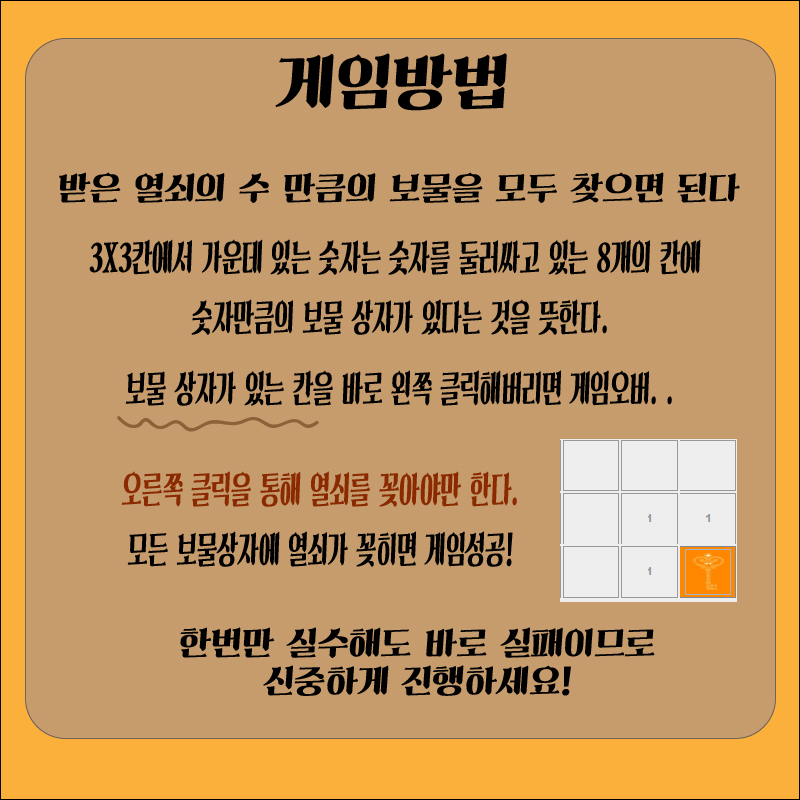 게임방법
받은 열쇠의 수 만큼의 보물을 모두 찾으면 된다
3X3칸에서 가운데 있는 숫자는 숫자를 둘러싸고 있는 8개의 칸에
숫자만큼의 보물 상자가 있다는 것을 뜻한다.
보물 상자가 있는 칸을 바로 왼쪽 클릭해버리면 게임오버. .
오른쪽 클릭을 통해 열쇠를 꽂아야만 한다.
모든 보물상자에 열쇠가 꽂히면 게임성공!
1 1
1
한번만 실수해도 바로 실패이므로
신중하게 진행하세요!